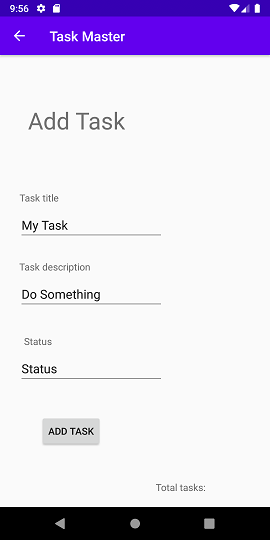 9:56
Task Master
Add Task
Task title
My Task
Task description
Do Something
Status
Status
ADD TASK
Total tasks: